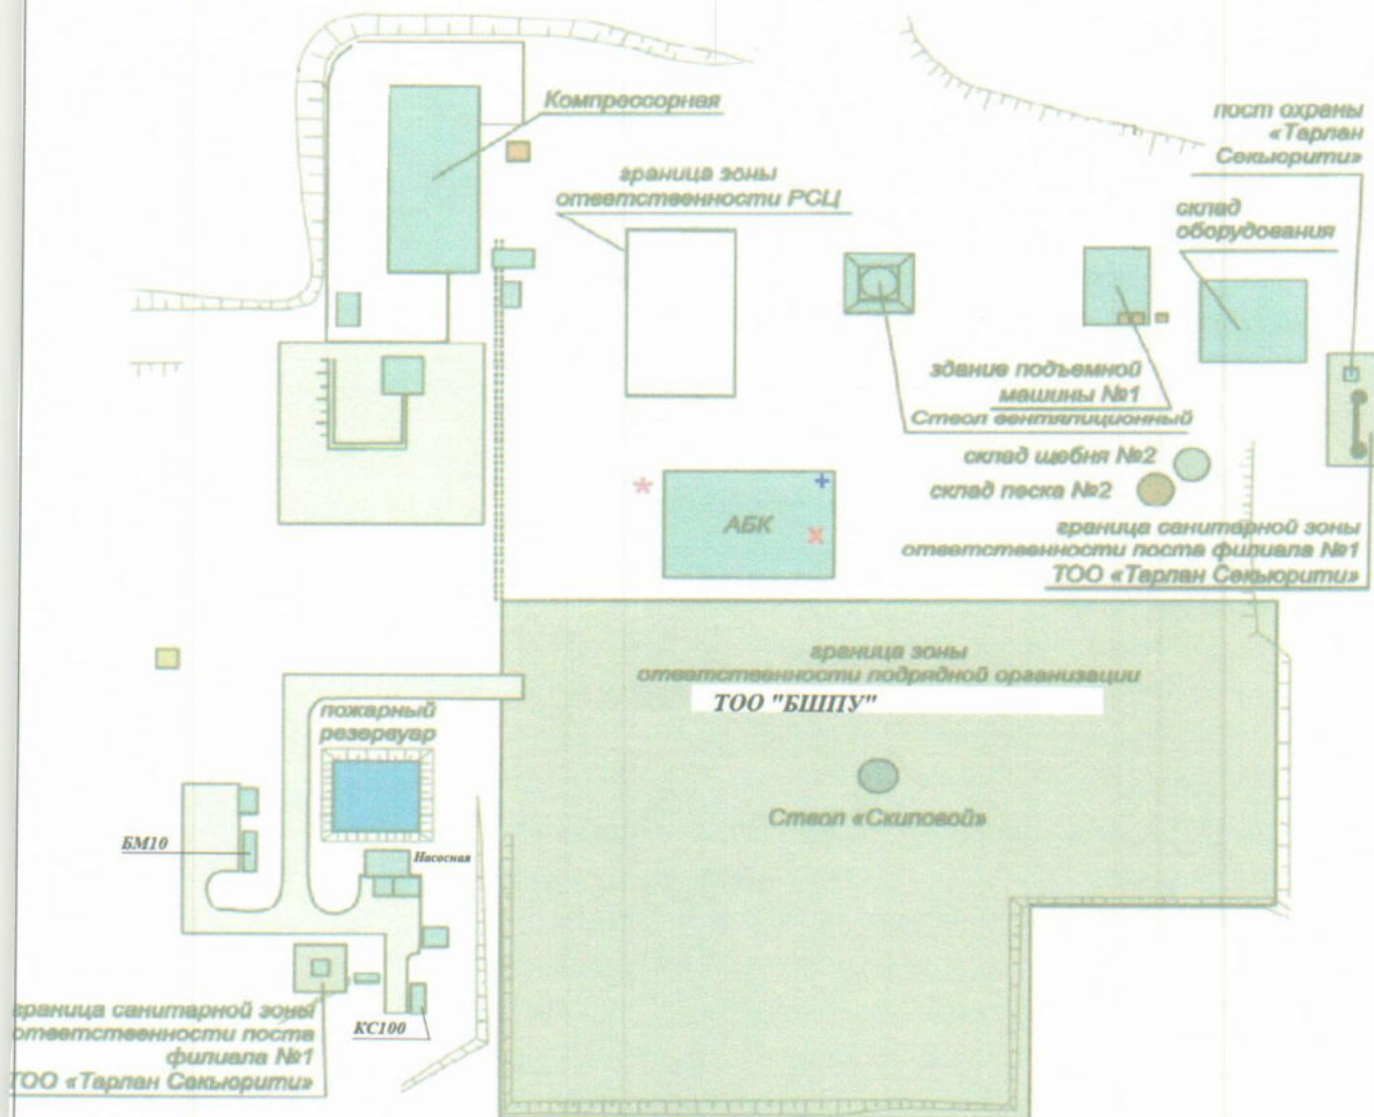 Компрессорная
пост охраны
«Тарлан
Секьюрити»
граница зоны
ответственности РСЦ
склад
оборудования
здание подъемной
машины №1
Ствол вентялиционный
склад щебня №2
склад песка №2
АБК
граница санитарной зоны
ответственности поста филиала №1
ТОО «Тарлан Секьюрити»
граница зоны
ответственности подрядной организации
ТОО "БШПУ"
пожарный
резервуар
Ствол «Скиповой»
БМ10
Насосная
КС100
граница санитарной зоны
ответственности поста
филиала №1
ТОО «Тарлан Секьюрити»